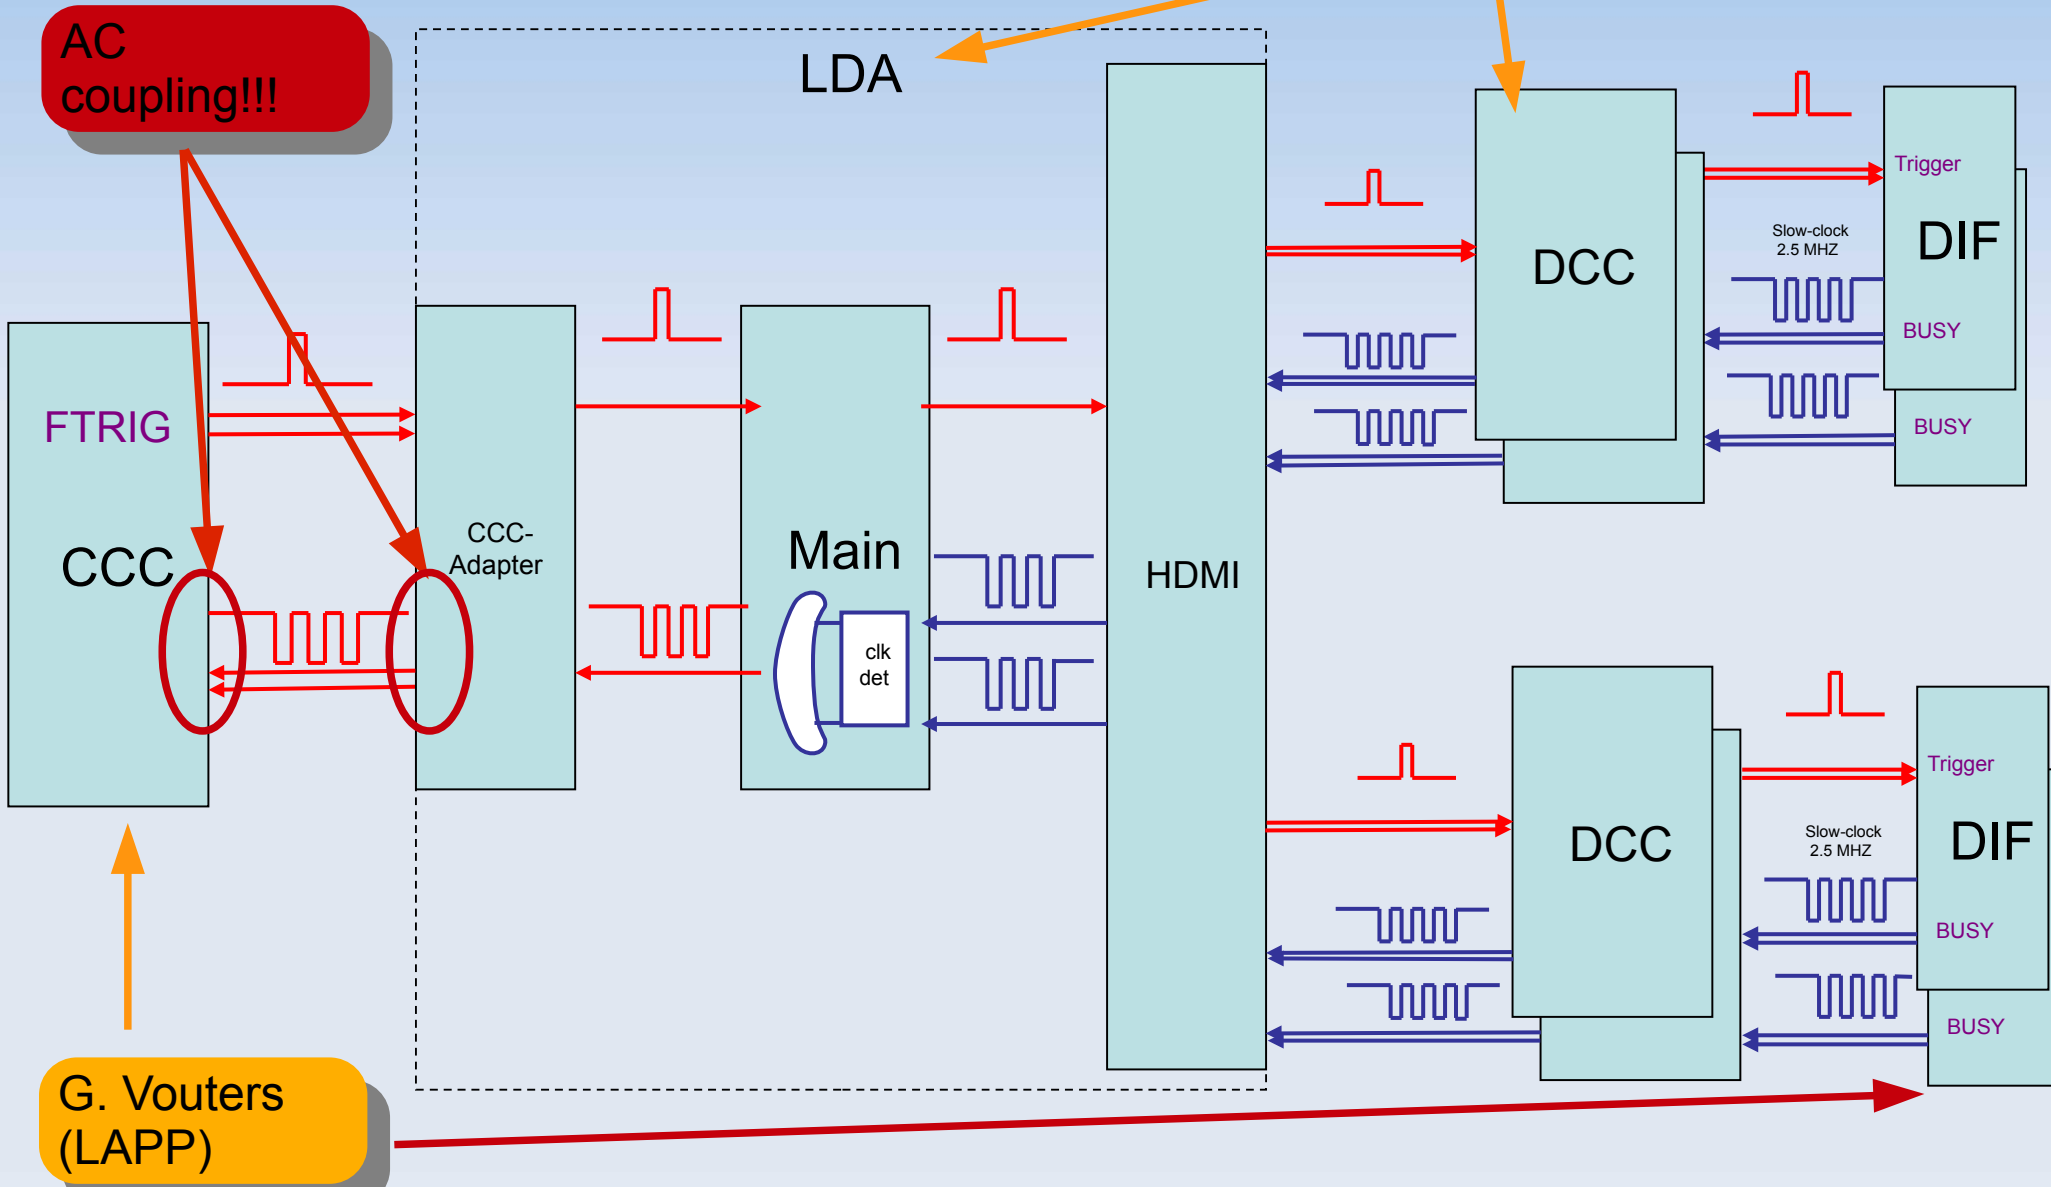 AC
coupling!!!
LDA
FTRIG
CCC
CCC-
Adapter
Main
clk
det
HDMI
DCC
Trigger
DIF
Slow-clock
2.5 MHZ
BUSY
BUSY
DCC
Trigger
DIF
Slow-clock
2.5 MHZ
BUSY
BUSY
G. Vouters
(LAPP)